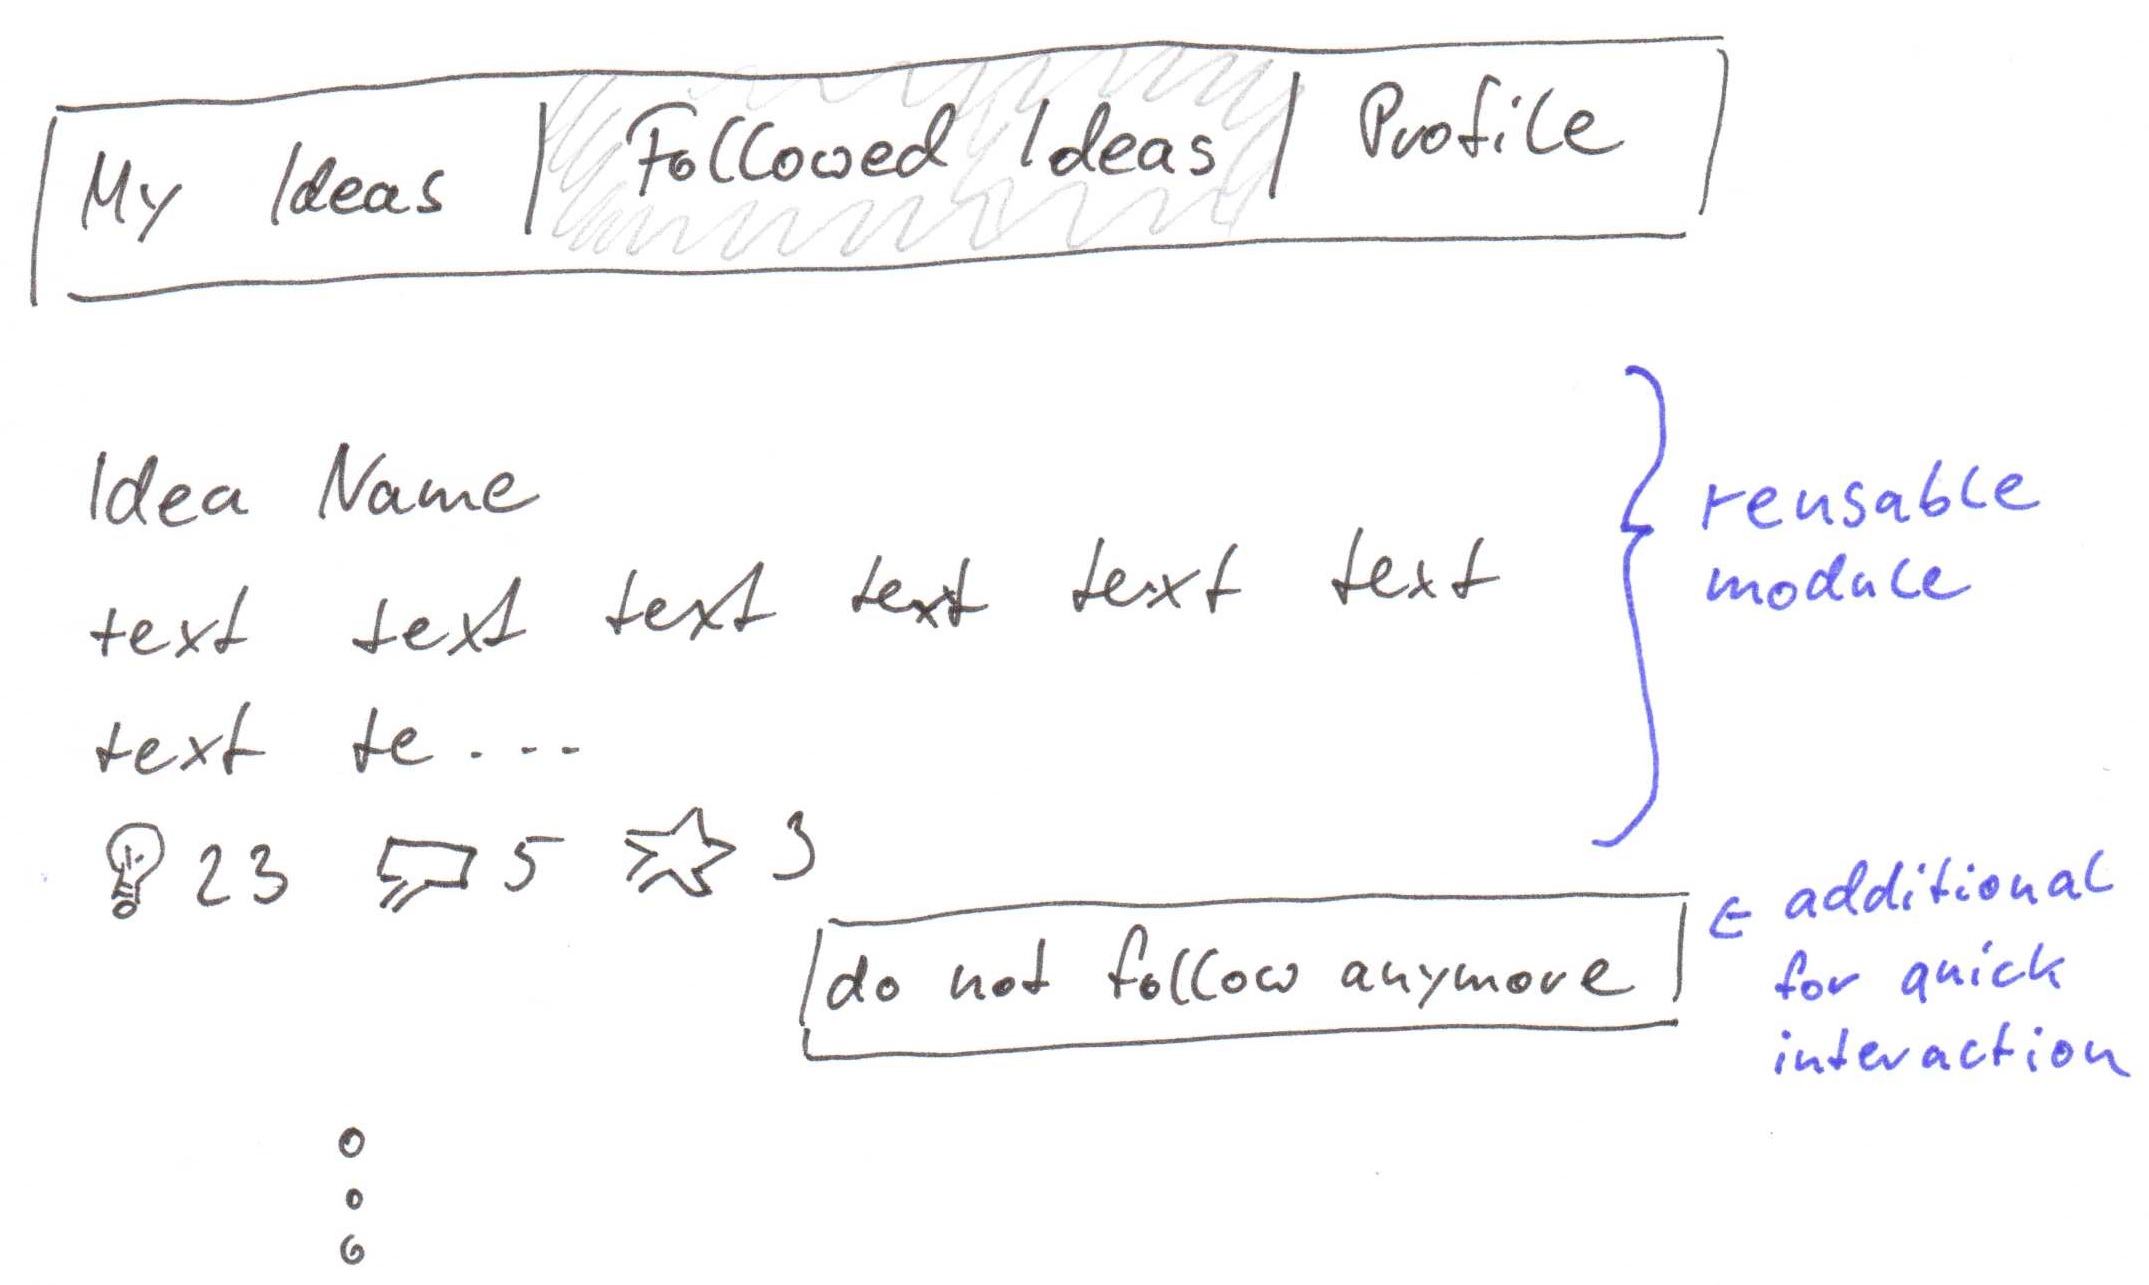 My Ideas | Followed Ideas | Profile
Idea Name
text text text text text text
text te....
23 5 3
do not follow anymore
reusable
module
additional
for quick
interaction